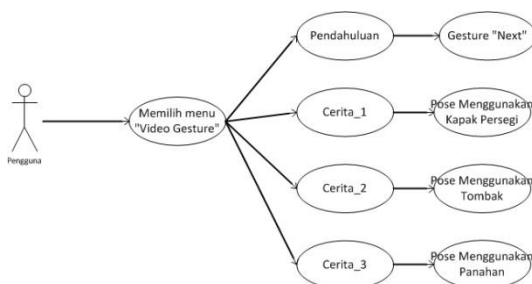 Pendahuluan
Gesture "Next"
Memilih menu
"Video Gesture"
Pengguna
Cerita_1
Pose Menggunakan
Kapak Persegi
Cerita_2
Pose Menggunakan
Tombak
Cerita_3
Pose Menggunakan
Panahan